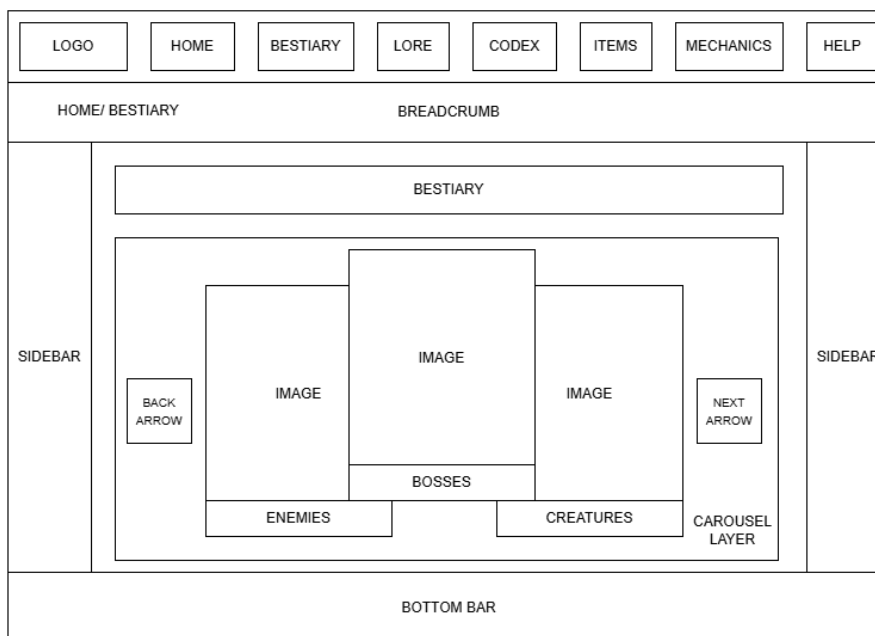 LOGO
HOME
BESTIARY
LORE
CODEX
ITEMS
MECHANICS
HELP
HOME/ BESTIARY
BREADCRUMB
BESTIARY
SIDEBAR
BACK
ARROW
IMAGE
IMAGE
IMAGE
NEXT
ARROW
SIDEBAR
BOSSES
ENEMIES
CREATURES
CAROUSEL
LAYER
BOTTOM BAR